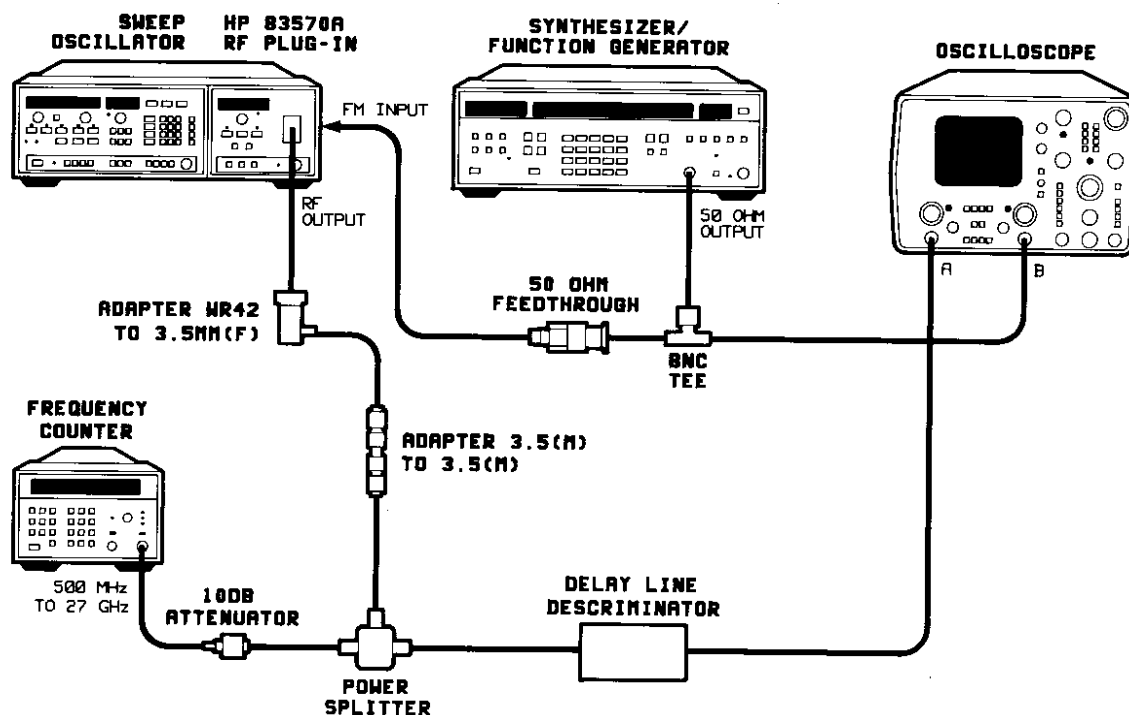 SWEEP
OSCILLATOR
HP 83570A
RF PLUG-IN
SYNTHESIZER/
FUNCTION GENERATOR
OSCILLOSCOPE
FM INPUT
RF
OUTPUT
50 OHM
OUTPUT
A
B
ADAPTER WR42
TO 3.5MM(F)
50 OHM
FEEDTHROUGH
BNC
TEE
FREQUENCY
COUNTER
ADAPTER 3.5(M)
TO 3.5(M)
500 MHz
TO 27 GHz
10DB
ATTENUATOR
DELAY LINE
DESCRIMINATOR
POWER
SPLITTER